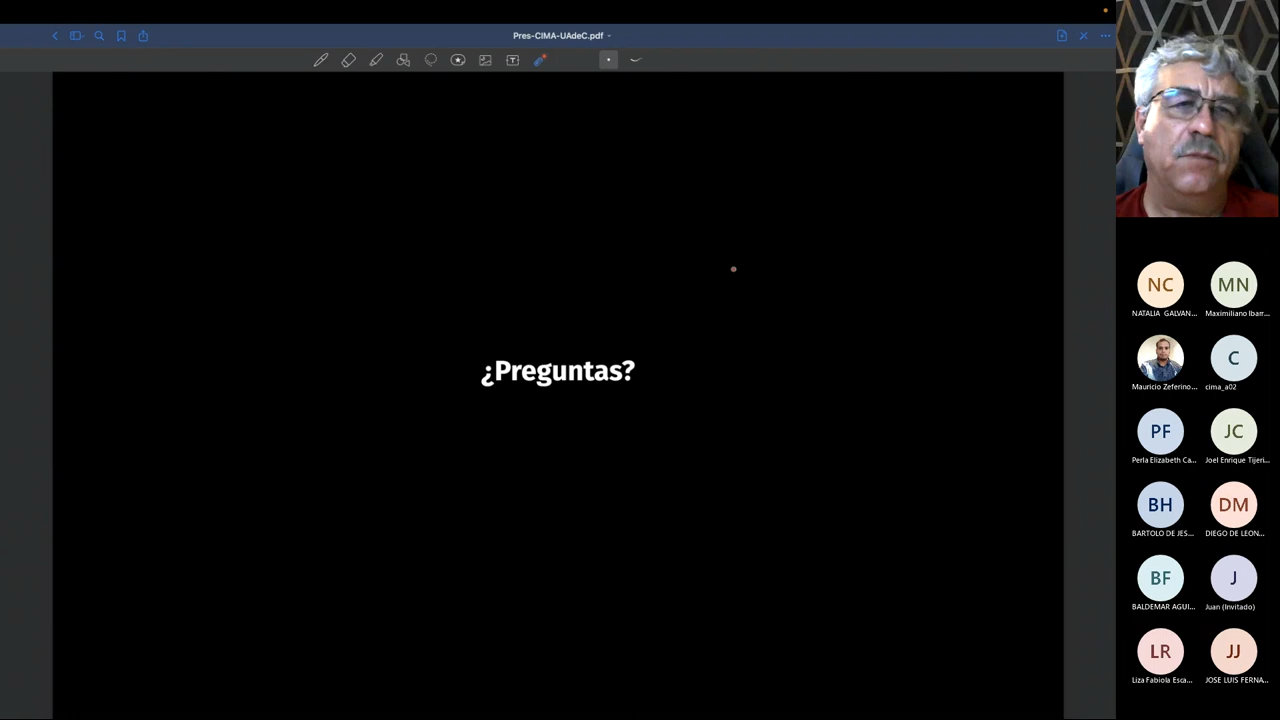 Pres-CIMA-UAdeC.pdf
¿Preguntas?
NC
MN
NATALIA GALVAN...
Maximiliano Ibarr...
C
Mauricio Zeferino...
cima_a02
PF
JC
Perla Elizabeth Ca...
Joel Enrique Tijeri...
BH
DM
BARTOLO DE JES...
DIEGO DE LEON...
BF
J
BALDEMAR AGUI...
Juan (Invitado)
LR
JJ
Liza Fabiola Esca...
JOSE LUIS FERNA...